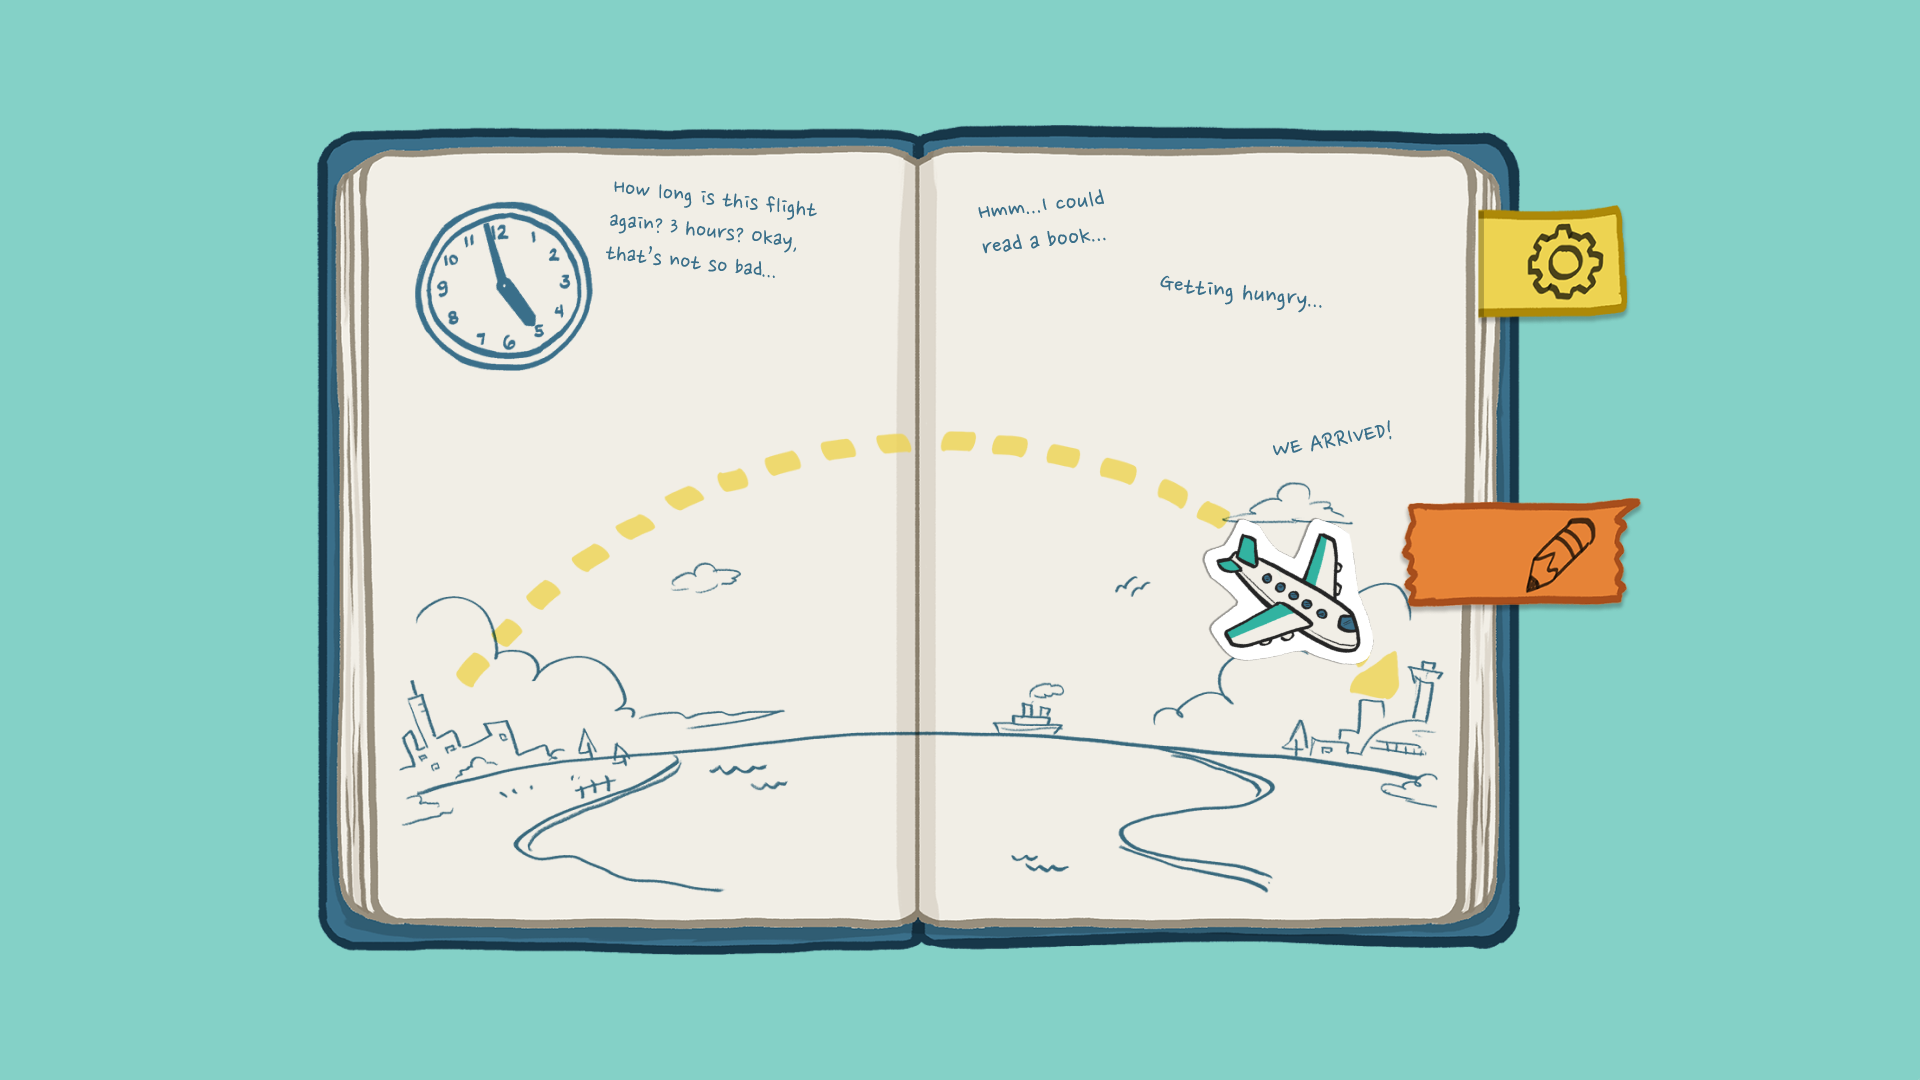 How long is this flight
again? 3 hours? Okay,
that's not so bad...
12
1
2
3
4
5
6
7
8
9
10
11
Hmm...I could
read a book...
Getting hungry...
WE ARRIVED!